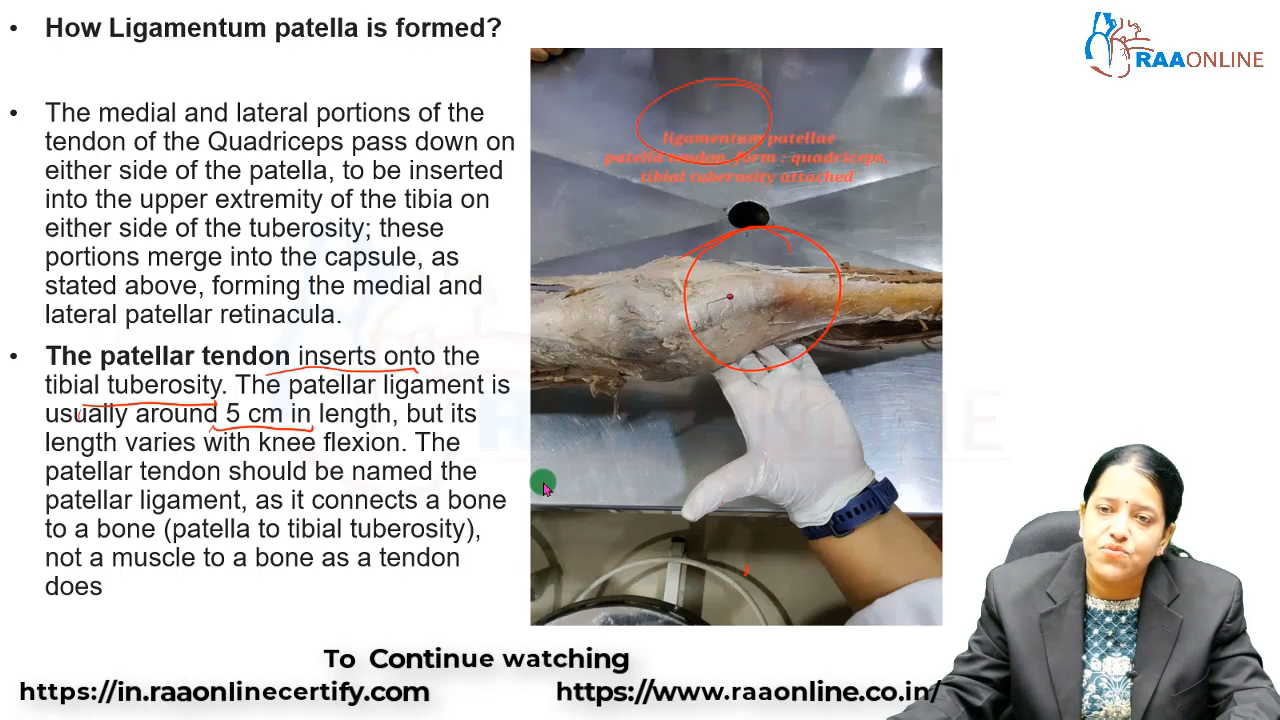 • How Ligamentum patella is formed?
• The medial and lateral portions of the
tendon of the Quadriceps pass down on
either side of the patella, to be inserted
into the upper extremity of the tibia on
either side of the tuberosity; these
portions merge into the capsule, as
stated above, forming the medial and
lateral patellar retinacula.
• The patellar tendon inserts onto the
tibial tuberosity. The patellar ligament is
usually around 5 cm in length, but its
length varies with knee flexion. The
patellar tendon should be named the
patellar ligament, as it connects a bone
to a bone (patella to tibial tuberosity),
not a muscle to a bone as a tendon
does
ligamentum patellae
patella tendon form : quadriceps,
tibial tuberosity attached
RAAONLINE
To Continue watching
https://in.raaonlinecertify.com
https://www.raaonline.co.in/